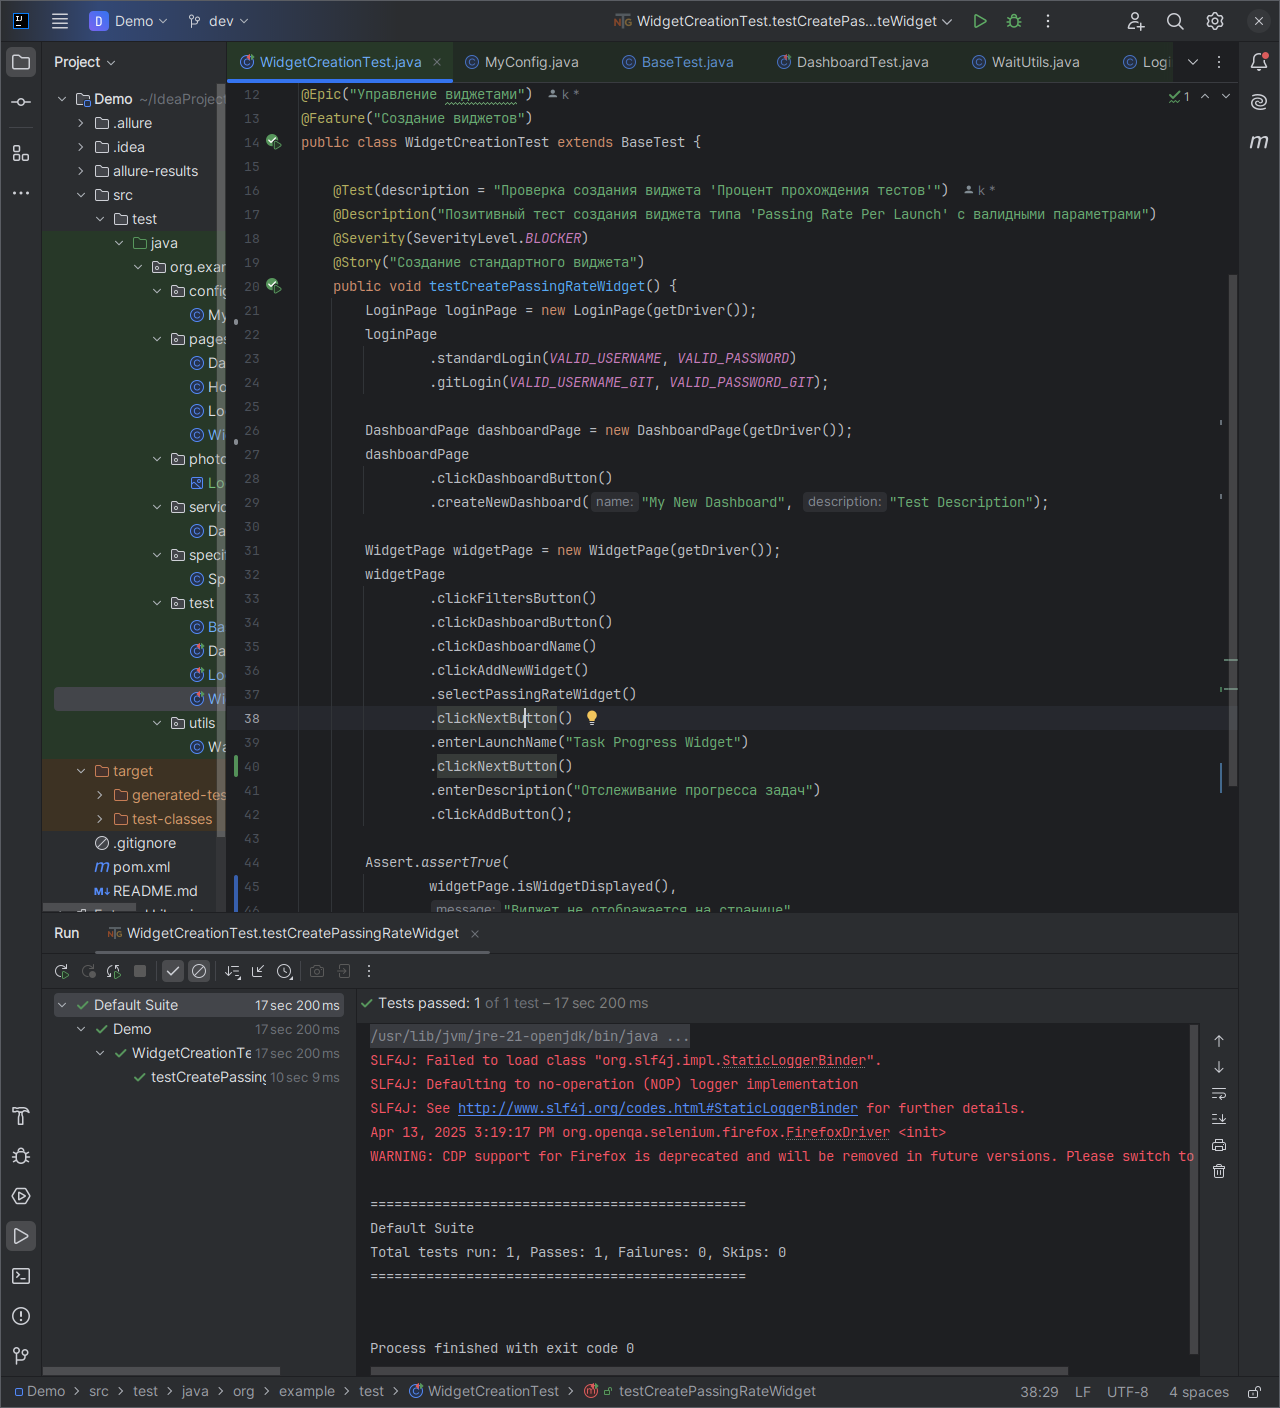 D Demo dev WidgetCreationTest.testCreatePas...teWidget
Project WidgetCreationTest.java MyConfig.java BaseTest.java DashboardTest.java WaitUtils.java Logi
Demo ~/IdeaProject
.allure
.idea
allure-results
src
test
java
org.exar
config
My
pages
Da
Ho
Lo
Wi
photo
Lo
servic
Da
specif
Sp
test
Ba
Da
Lo
Wi
utils
Wa
target
generated-tes
test-classes
.gitignore
pom.xml
README.md
12 @Epic("Управление виджетами") k * 1
13 @Feature("Создание виджетов")
14 public class WidgetCreationTest extends BaseTest {
15
16 @Test(description = "Проверка создания виджета 'Процент прохождения тестов'") k *
17 @Description("Позитивный тест создания виджета типа 'Passing Rate Per Launch' с валидными параметрами")
18 @Severity(SeverityLevel.BLOCKER)
19 @Story("Создание стандартного виджета")
20 public void testCreatePassingRateWidget() {
21 LoginPage loginPage = new LoginPage(getDriver());
22 loginPage
23 .standardLogin(VALID_USERNAME, VALID_PASSWORD)
24 .gitLogin(VALID_USERNAME_GIT, VALID_PASSWORD_GIT);
25
26 DashboardPage dashboardPage = new DashboardPage(getDriver());
27 dashboardPage
28 .clickDashboardButton()
29 .createNewDashboard( name: "My New Dashboard", description: "Test Description");
30
31 WidgetPage widgetPage = new WidgetPage(getDriver());
32 widgetPage
33 .clickFiltersButton()
34 .clickDashboardButton()
35 .clickDashboardName()
36 .clickAddNewWidget()
37 .selectPassingRateWidget()
38 .clickNextButton()
39 .enterLaunchName("Task Progress Widget")
40 .clickNextButton()
41 .enterDescription("Отслеживание прогресса задач")
42 .clickAddButton();
43
44 Assert.assertTrue(
45 widgetPage.isWidgetDisplayed(),
46 message: "Виджет не отображается на странице"
Run WidgetCreationTest.testCreatePassingRateWidget
Default Suite 17 sec 200 ms
Demo 17 sec 200 ms
WidgetCreationTe 17 sec 200 ms
testCreatePassing 10 sec 9 ms
Tests passed: 1 of 1 test – 17 sec 200 ms
/usr/lib/jvm/jre-21-openjdk/bin/java ...
SLF4J: Failed to load class "org.slf4j.impl.StaticLoggerBinder".
SLF4J: Defaulting to no-operation (NOP) logger implementation
SLF4J: See http://www.slf4j.org/codes.html#StaticLoggerBinder for further details.
Apr 13, 2025 3:19:17 PM org.openqa.selenium.firefox.FirefoxDriver <init>
WARNING: CDP support for Firefox is deprecated and will be removed in future versions. Please switch to
===============================================
Default Suite
Total tests run: 1, Passes: 1, Failures: 0, Skips: 0
===============================================
Process finished with exit code 0
Demo > src > test > java > org > example > test > WidgetCreationTest > testCreatePassingRateWidget 38:29 LF UTF-8 4 spaces